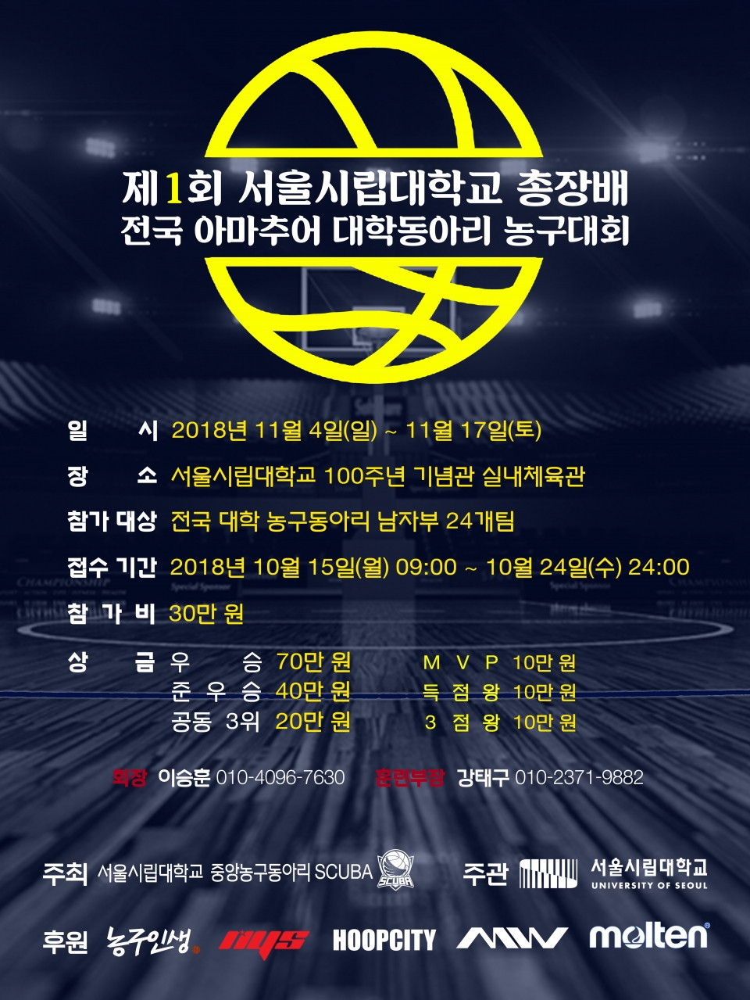 제1회 서울시립대학교 총장배
전국 아마추어 대학동아리 농구대회
일 시 2018년 11월 4일(일) ~ 11월 17일(토)
장 소 서울시립대학교 100주년 기념관 실내체육관
참가 대상 전국 대학 농구동아리 남자부 24개팀
접수 기간 2018년 10월 15일(월) 09:00 ~ 10월 24일(수) 24:00
참 가 비 30만 원
상 금 우 승 70만 원 M V P 10만 원
준 우 승 40만 원 득 점 왕 10만 원
공동 3위 20만 원 3 점 왕 10만 원
회장 이승훈 010-4096-7630 훈련부장 강태구 010-2371-9882
주최 서울시립대학교 중앙농구동아리 SCUBA SCUBA 주관 서울시립대학교
UNIVERSITY OF SEOUL
후원 농구인생 nys HOOPCITY molten®
CHAMPIONSHIP
Special Sponsor Special Sponsor